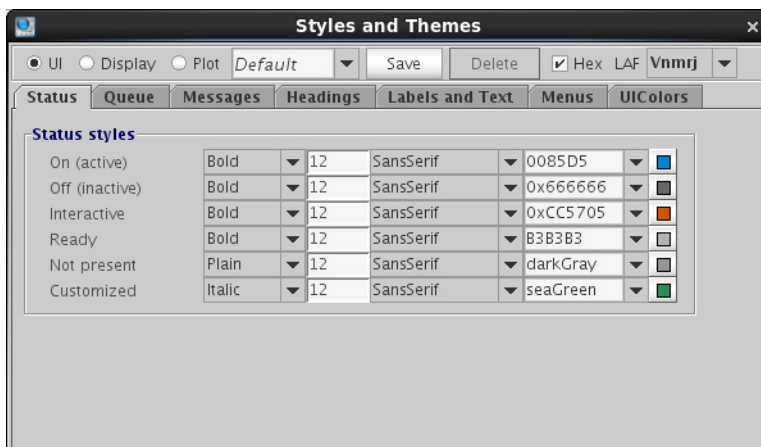 Styles and Themes
UI Display Plot Default Save Delete Hex LAF Vnmrj
Status Queue Messages Headings Labels and Text Menus UIColors
Status styles
On (active) Bold 12 SansSerif 0085D5
Off (inactive) Bold 12 SansSerif 0x666666
Interactive Bold 12 SansSerif 0xCC5705
Ready Bold 12 SansSerif B3B3B3
Not present Plain 12 SansSerif darkGray
Customized Italic 12 SansSerif seaGreen